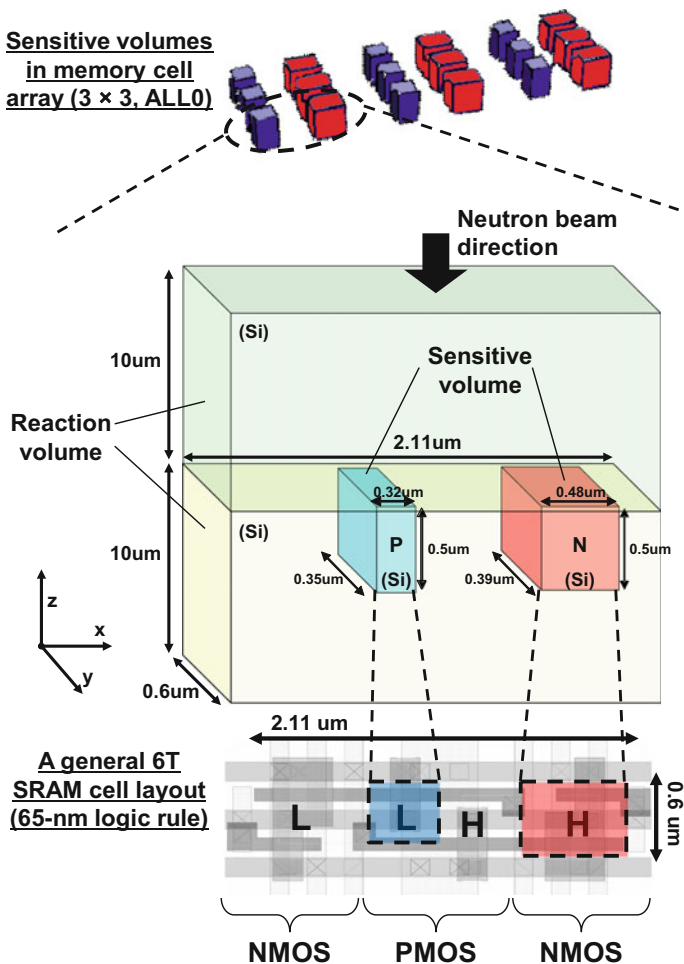 Sensitive volumes
in memory cell
array (3 × 3, ALL0)
Neutron beam
direction
(Si)
10um
Sensitive
volume
Reaction
volume
2.11um
0.32um
0.48um
(Si)
10um
P
(Si)
0.5um
N
(Si)
0.5um
0.35um
0.39um
z
x
y
0.6um
2.11 um
A general 6T
SRAM cell layout
(65-nm logic rule)
L
L
H
H
0.6 um
NMOS
PMOS
NMOS